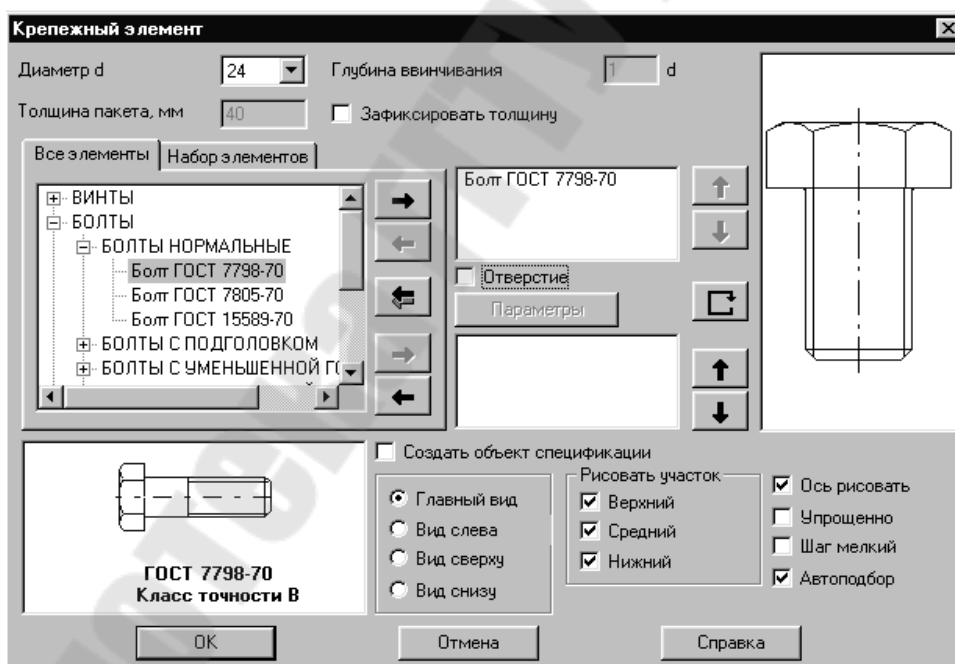 Крепежный элемент
Диаметр d 24 Глубина ввинчивания 1 d
Толщина пакета, мм 40 Зафиксировать толщину
Все элементы Набор элементов
ВИНТЫ
БОЛТЫ
БОЛТЫ НОРМАЛЬНЫЕ
Болт ГОСТ 7798-70
Болт ГОСТ 7805-70
Болт ГОСТ 15589-70
БОЛТЫ С ПОДГОЛОВКОМ
БОЛТЫ С УМЕНЬШЕННОЙ Г
Болт ГОСТ 7798-70
Отверстие
Параметры
ГОСТ 7798-70
Класс точности В
Создать объект спецификации
Главный вид
Вид слева
Вид сверху
Вид снизу
Рисовать участок
Верхний
Средний
Нижний
Ось рисовать
Упрощенно
Шаг мелкий
Автоподбор
OK Отмена Справка